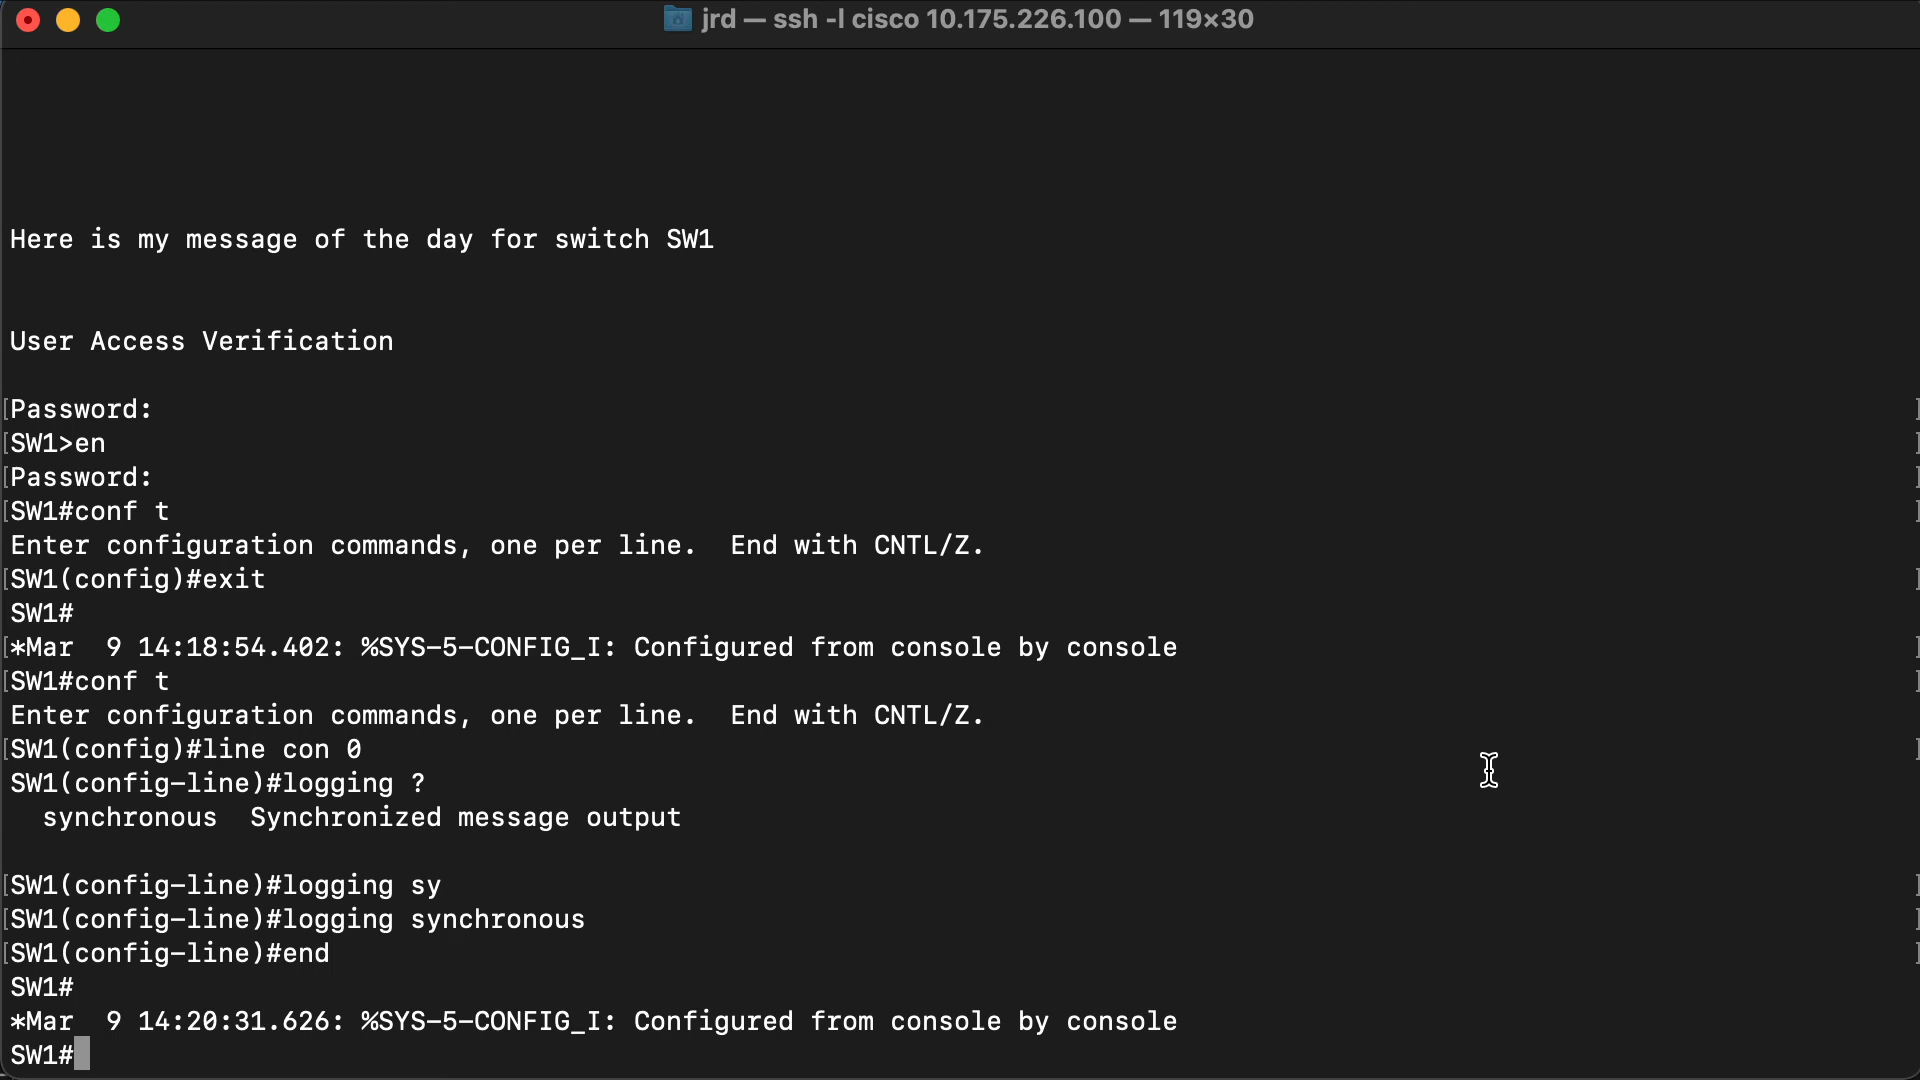 jrd — ssh -l cisco 10.175.226.100 — 119×30
Here is my message of the day for switch SW1
User Access Verification
[Password: ]
[SW1>en ]
[Password: ]
[SW1#conf t ]
Enter configuration commands, one per line.  End with CNTL/Z.
[SW1(config)#exit ]
SW1#
[*Mar  9 14:18:54.402: %SYS-5-CONFIG_I: Configured from console by console ]
[SW1#conf t ]
Enter configuration commands, one per line.  End with CNTL/Z.
[SW1(config)#line con 0 ]
SW1(config-line)#logging ?
  synchronous  Synchronized message output
[SW1(config-line)#logging sy ]
[SW1(config-line)#logging synchronous ]
[SW1(config-line)#end ]
SW1#
*Mar  9 14:20:31.626: %SYS-5-CONFIG_I: Configured from console by console
SW1#